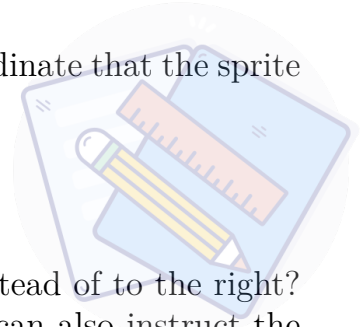 dinate that the sprite
tead of to the right?
can also instruct the